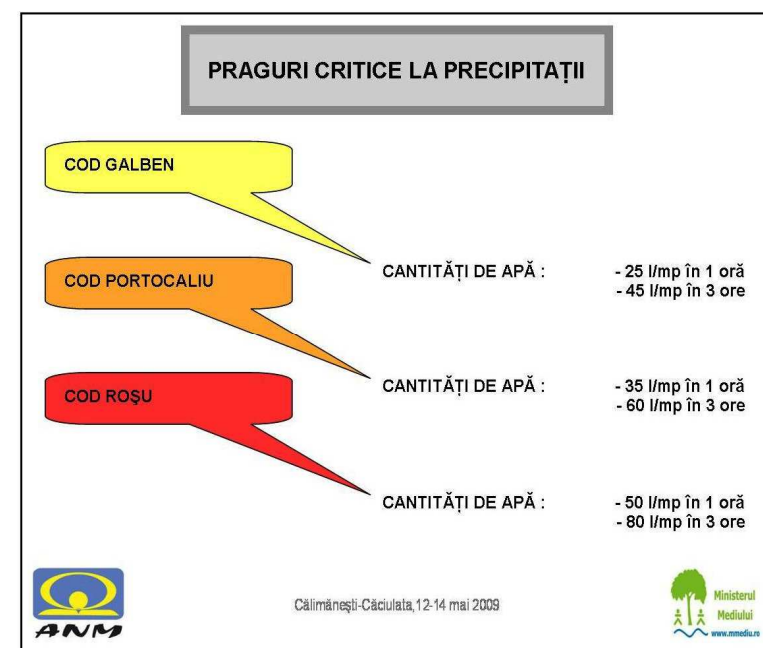 PRAGURI CRITICE LA PRECIPITAȚII
COD GALBEN
CANTITĂȚI DE APĂ : - 25 l/mp în 1 oră
- 45 l/mp în 3 ore
COD PORTOCALIU
CANTITĂȚI DE APĂ : - 35 l/mp în 1 oră
- 60 l/mp în 3 ore
COD ROŞU
CANTITĂȚI DE APĂ : - 50 l/mp în 1 oră
- 80 l/mp în 3 ore
ANM
Călimăneşti-Căciulata,12-14 mai 2009
Ministerul
Mediului
www.mmediu.ro